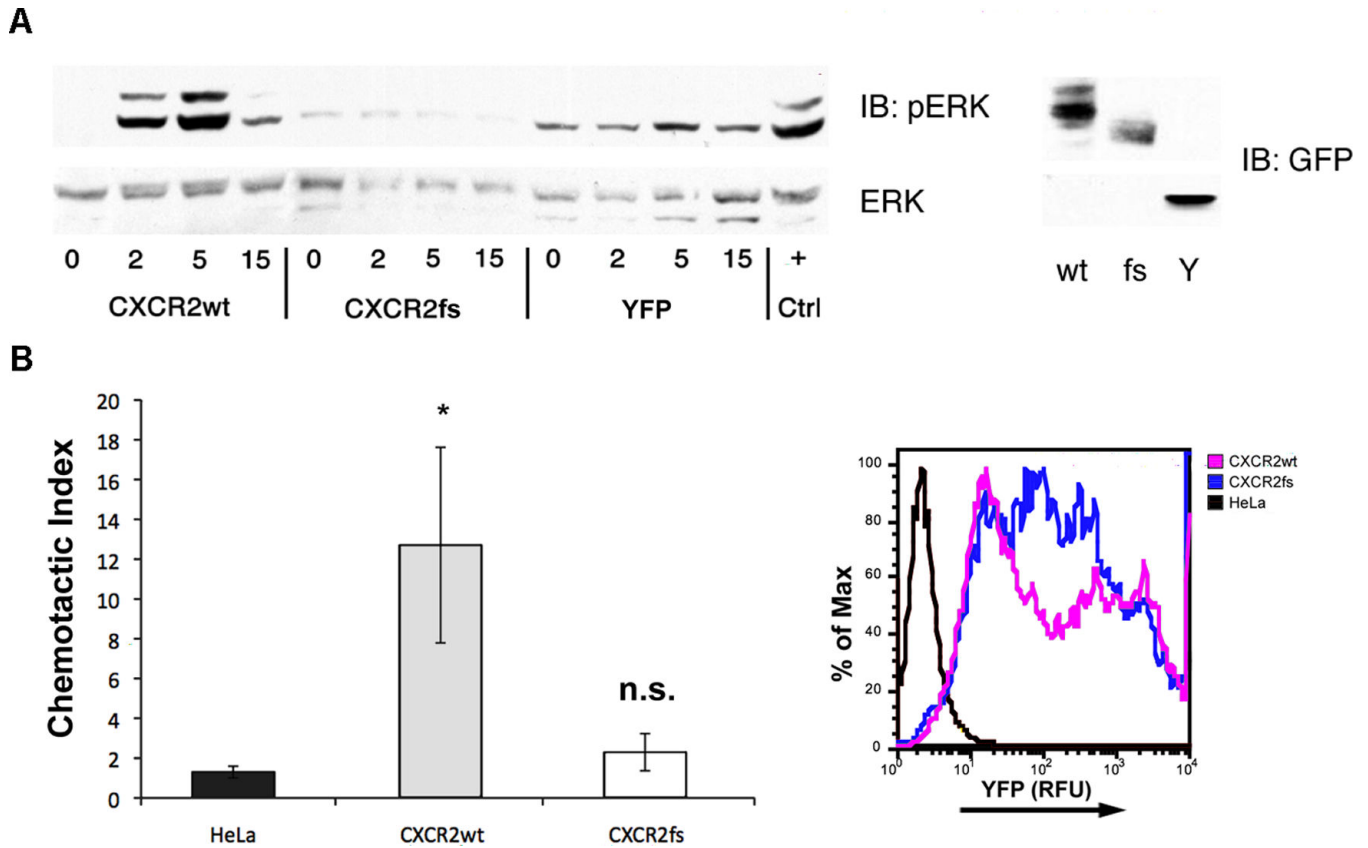 A
IB: pERK
ERK
0 2 5 15 0 2 5 15 0 2 5 15 +
CXCR2wt CXCR2fs YFP Ctrl
IB: GFP
wt fs Y
B
Chemotactic Index
20
18
16
14
12
10
8
6
4
2
0
*
n.s.
HeLa CXCR2wt CXCR2fs
% of Max
100
80
60
40
20
0
10^0 10^1 10^2 10^3 10^4
YFP (RFU)
CXCR2wt
CXCR2fs
HeLa